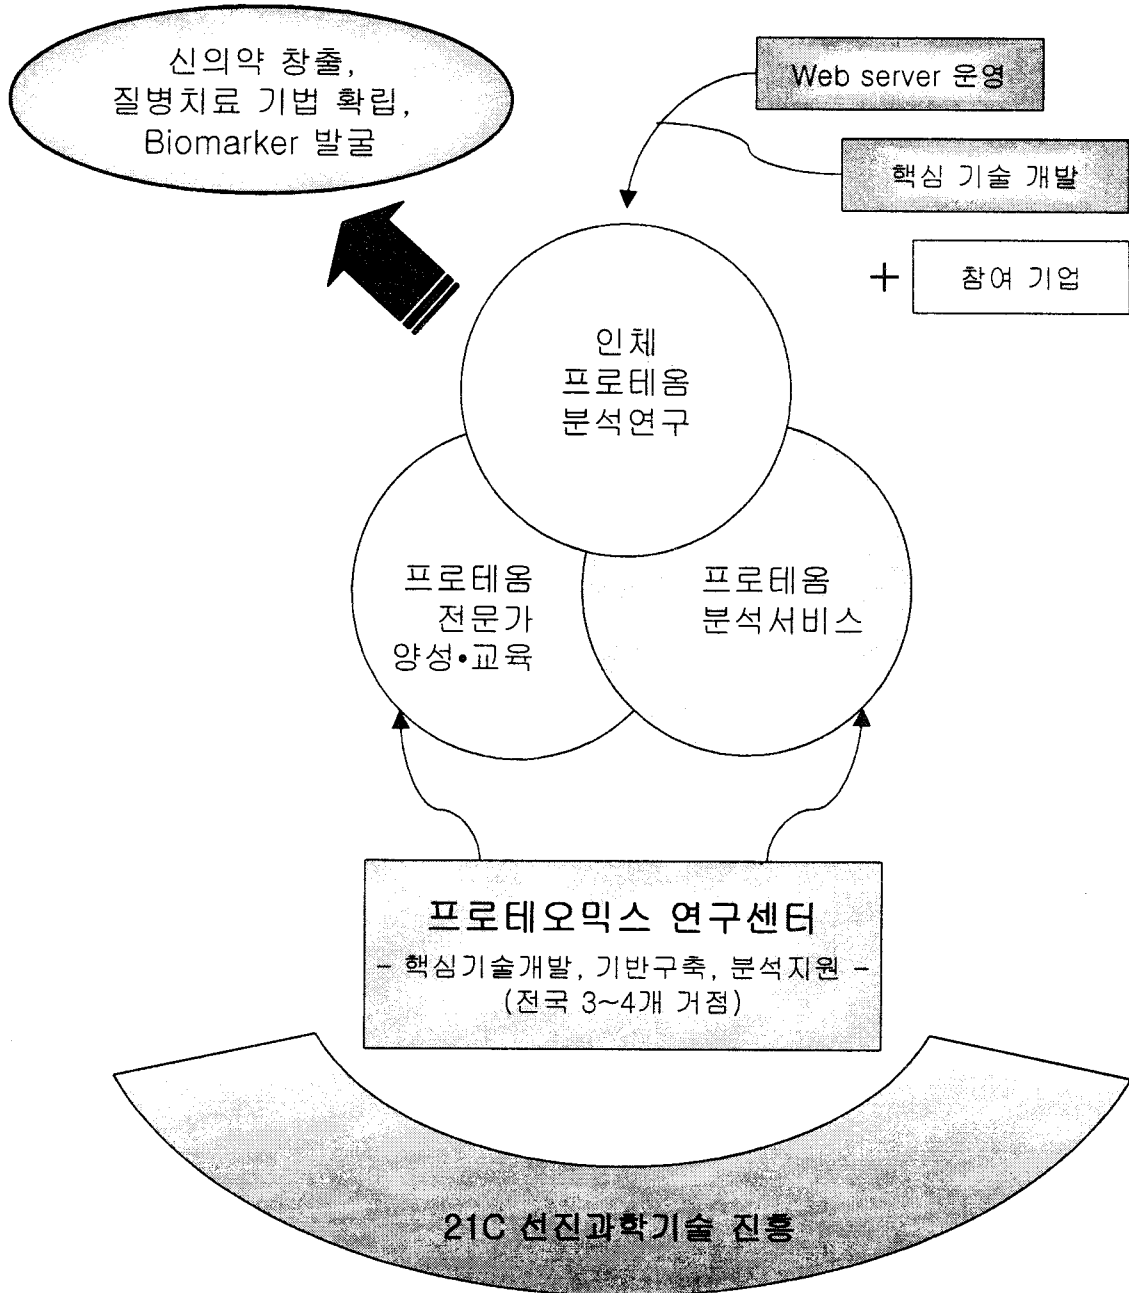 신의약 창출,
질병치료 기법 확립,
Biomarker 발굴
Web server 운영
핵심 기술 개발
+ 참여 기업
인체
프로테옴
분석연구
프로테옴
전문가
양성•교육
프로테옴
분석서비스
프로테오믹스 연구센터
- 핵심기술개발, 기반구축, 분석지원 -
(전국 3~4개 거점)
21C 선진과학기술 진흥